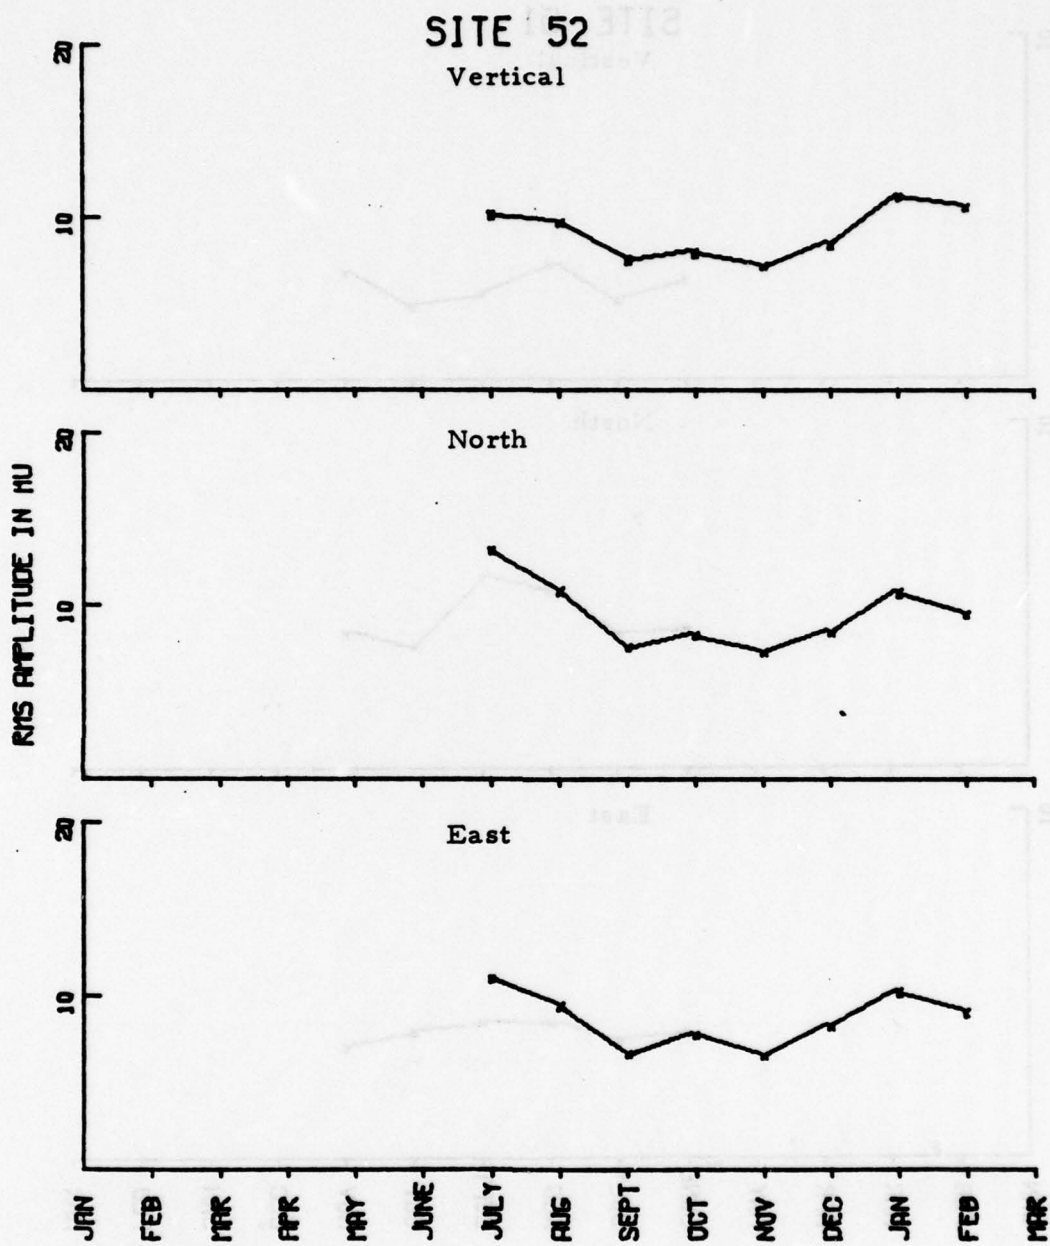 SITE 52
Vertical
20
10
North
20
10
RMS AMPLITUDE IN MU
East
20
10
JAN FEB MAR APR MAY JUNE JULY AUG SEPT OCT NOV DEC JAN FEB MAR